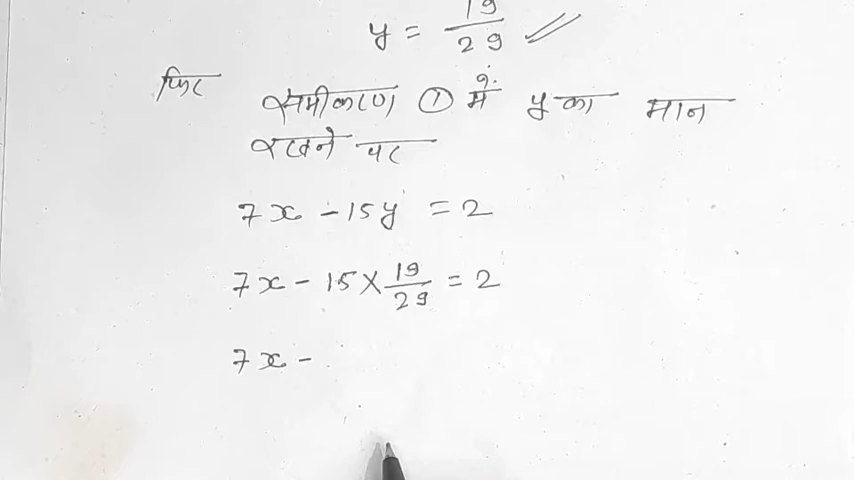 y = 19/29
फिर
समीकरण ① में y का मान
रखने पर
7x - 15y = 2
7x - 15 × 19/29 = 2
7x -